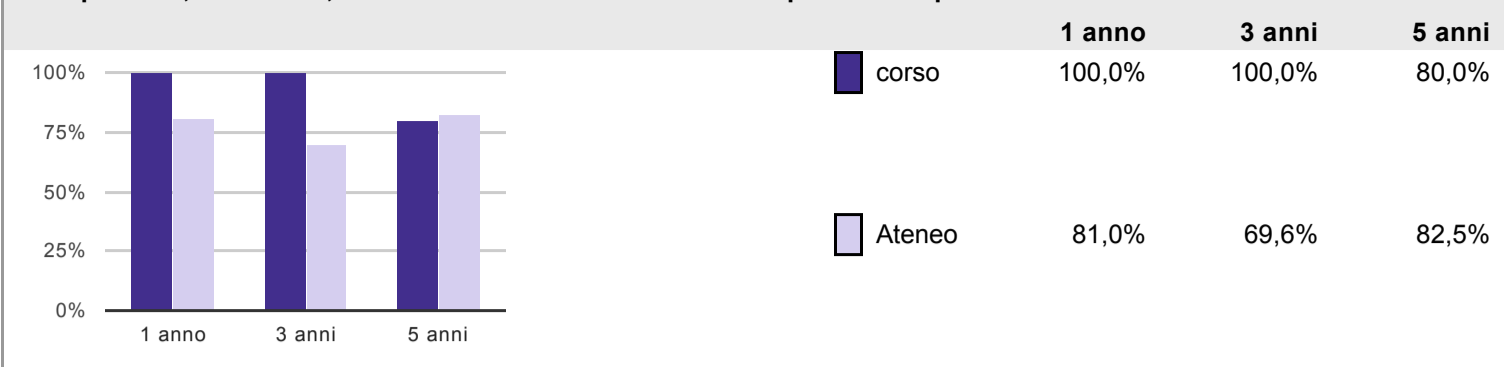 1 anno 3 anni 5 anni
100%
75%
50%
25%
0%
1 anno 3 anni 5 anni
corso 100,0% 100,0% 80,0%
Ateneo 81,0% 69,6% 82,5%